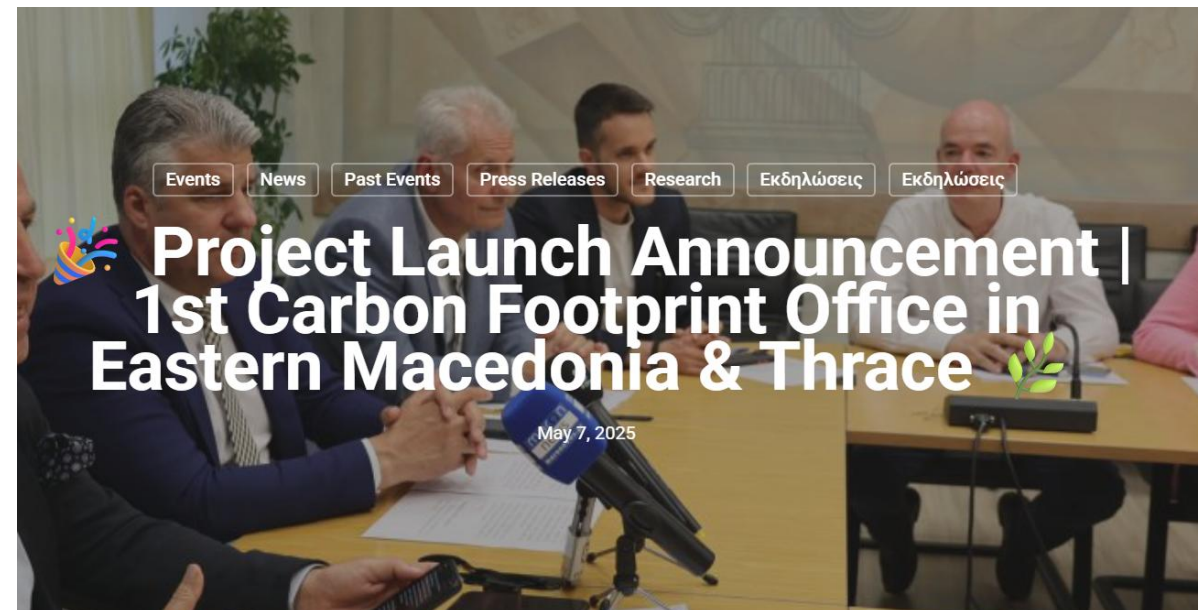 Events News Past Events Press Releases Research Εκδηλώσεις Εκδηλώσεις
🎉 Project Launch Announcement |
1st Carbon Footprint Office in
Eastern Macedonia & Thrace 🌿
May 7, 2025